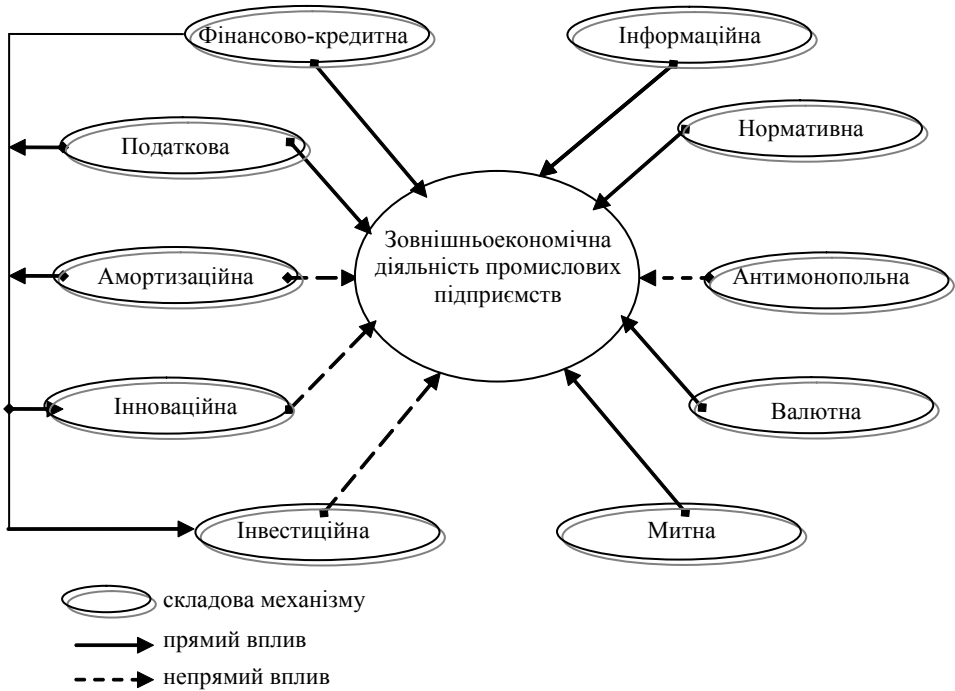 Фінансово-кредитна
Інформаційна
Податкова
Нормативна
Зовнішньоекономічна
діяльність промислових
підприємств
Амортизаційна
Антимонопольна
Інноваційна
Валютна
Інвестиційна
Митна
складова механізму
прямий вплив
непрямий вплив